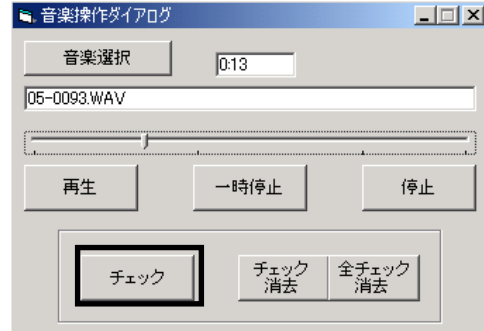 音楽操作ダイアログ
音楽選択
0:13
05-0093.WAV
再生
一時停止
停止
チェック
チェック
消去
全チェック
消去